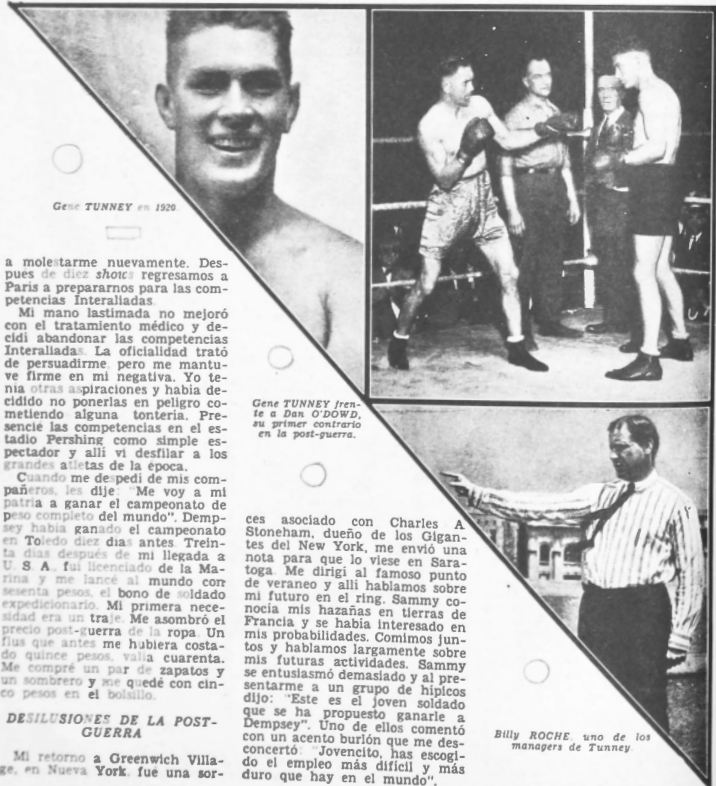 Gene TUNNEY en 1920.
a molestarme nuevamente. Des-
pues de diez shows regresamos a
Paris a prepararnos para las com-
petencias Interaliadas.
Mi mano lastimada no mejoró
con el tratamiento médico y de-
cidí abandonar las competencias
Interaliadas. La oficialidad trató
de persuadirme, pero me mantu-
ve firme en mi negativa. Yo te-
nia otras aspiraciones y habia de-
cidido no ponerlas en peligro co-
metiendo alguna tontería. Pre-
sencié las competencias en el es-
tadio Pershing como simple es-
pectador y allí vi desfilar a los
grandes atletas de la época.
Cuando me despedi de mis com-
pañeros, les dije: "Me voy a mi
patria a ganar el campeonato de
peso completo del mundo". Demp-
sey habia ganado el campeonato
en Toledo diez dias antes. Trein-
ta dias después de mi llegada a
U. S. A., fui licenciado de la Ma-
rina y me lancé al mundo con
sesenta pesos, el bono de soldado
expedicionario. Mi primera nece-
sidad era un traje. Me asombró el
precio post-guerra de la ropa. Un
flus que antes me hubiera costa-
do quince pesos, valia cuarenta.
Me compré un par de zapatos y
un sombrero y me quedé con cin-
co pesos en el bolsillo.
DESILUSIONES DE LA POST-
GUERRA
Mi retorno a Greenwich Villa-
ge, en Nueva York, fue una sor-
Gene TUNNEY fren-
te a Dan O'DOWD,
su primer contrario
en la post-guerra.
ces asociado con Charles A.
Stoneham, dueño de los Gigan-
tes del New York, me envió una
nota para que lo viese en Sara-
toga. Me dirigí al famoso punto
de veraneo y allí hablamos sobre
mi futuro en el ring. Sammy co-
nocía mis hazañas en tierras de
Francia y se habia interesado en
mis probabilidades. Comimos jun-
tos y hablamos largamente sobre
mis futuras actividades. Sammy
se entusiasmó demasiado y al pre-
sentarme a un grupo de hípicos
dijo: "Este es el joven soldado
que se ha propuesto ganarle a
Dempsey". Uno de ellos comentó
con un acento burlón que me des-
concertó: "Jovencito, has escogi-
do el empleo más difícil y más
duro que hay en el mundo".
Billy ROCHE, uno de los
managers de Tunney.